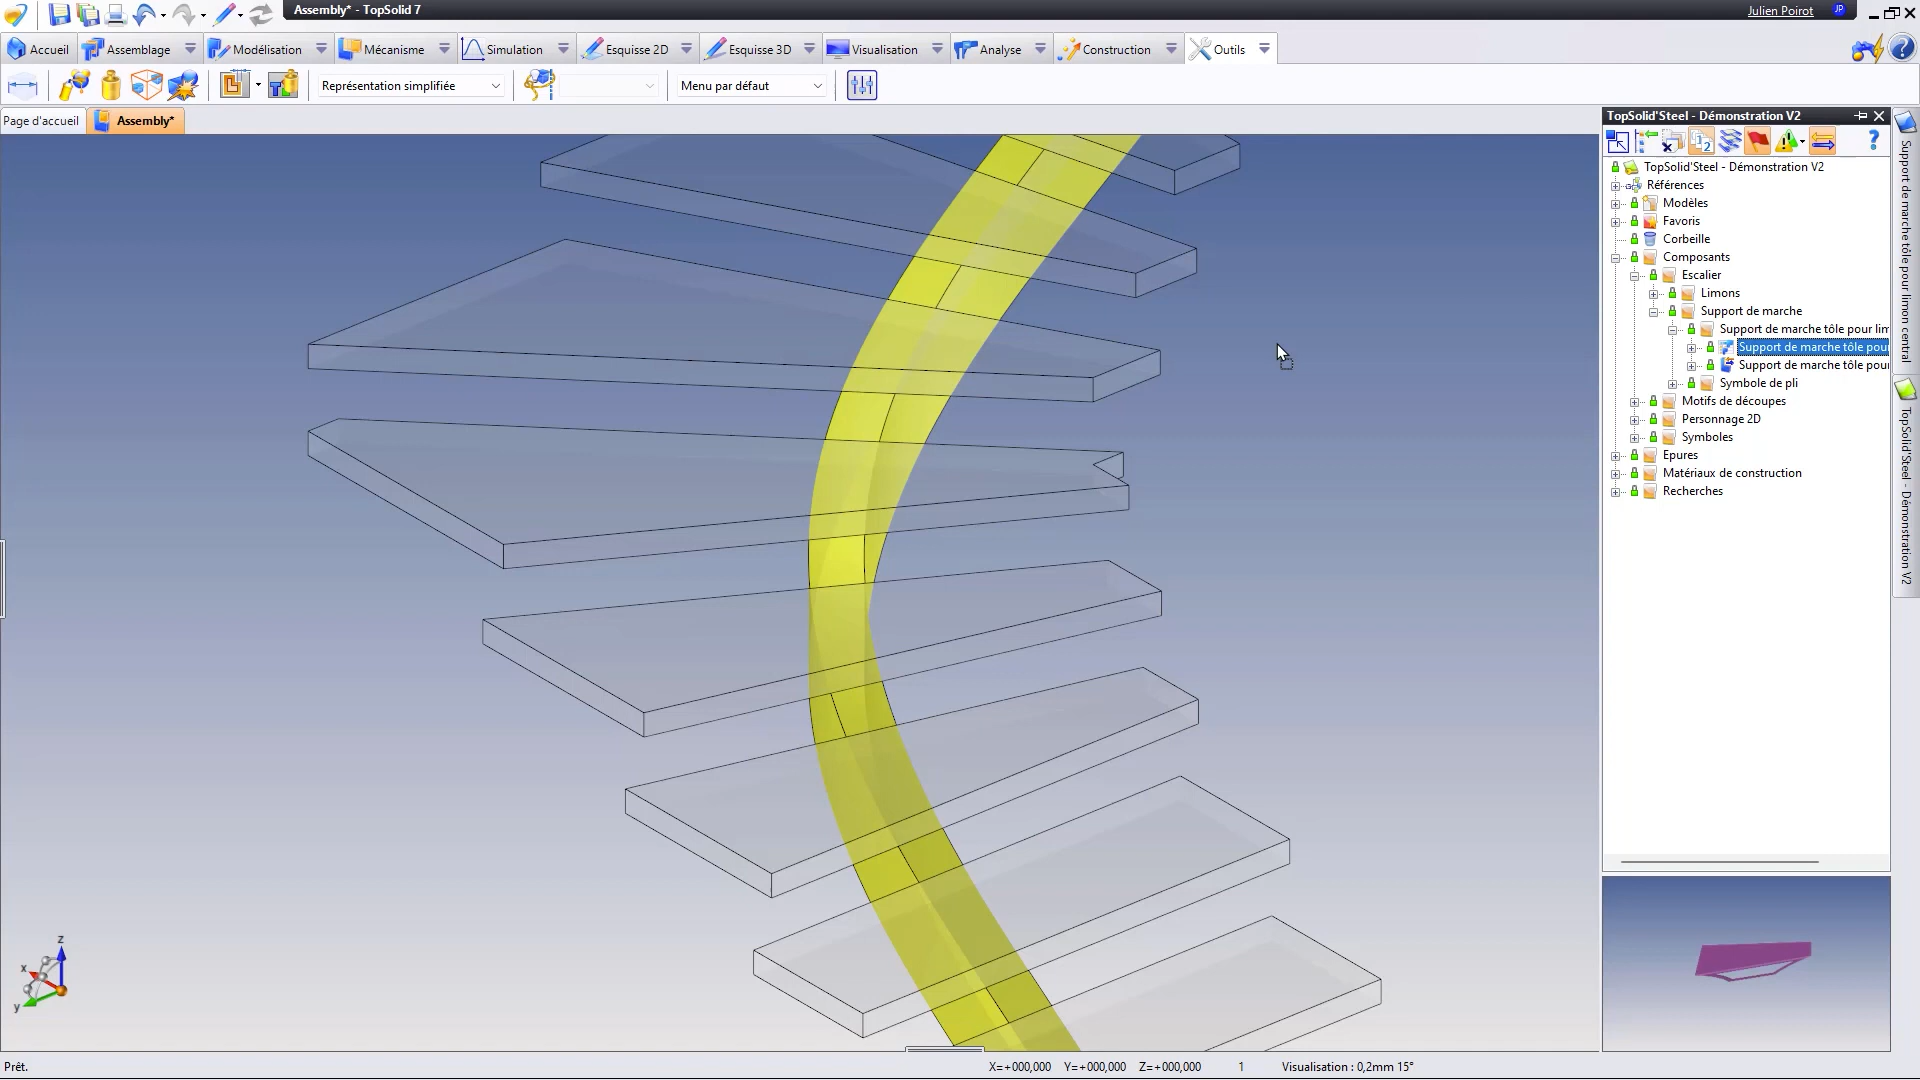 Assembly* - TopSolid 7
Julien Poirot
JP
Accueil
Assemblage
Modélisation
Mécanisme
Simulation
Esquisse 2D
Esquisse 3D
Visualisation
Analyse
Construction
Outils
Représentation simplifiée
Menu par défaut
Page d'accueil
Assembly*
TopSolid'Steel - Démonstration V2
TopSolid'Steel - Démonstration V2
Références
Modèles
Favoris
Corbeille
Composants
Escalier
Limons
Support de marche
Support de marche tôle pour lim
Support de marche tôle pour
Support de marche tôle pour
Symbole de pli
Motifs de découpes
Personnage 2D
Symboles
Epures
Matériaux de construction
Recherches
Support de marche tôle pour limon central
TopSolid'Steel - Démonstration V2
z
x
y
Prêt.
X=+000,000 Y=+000,000 Z=+000,000
1
Visualisation : 0,2mm 15°